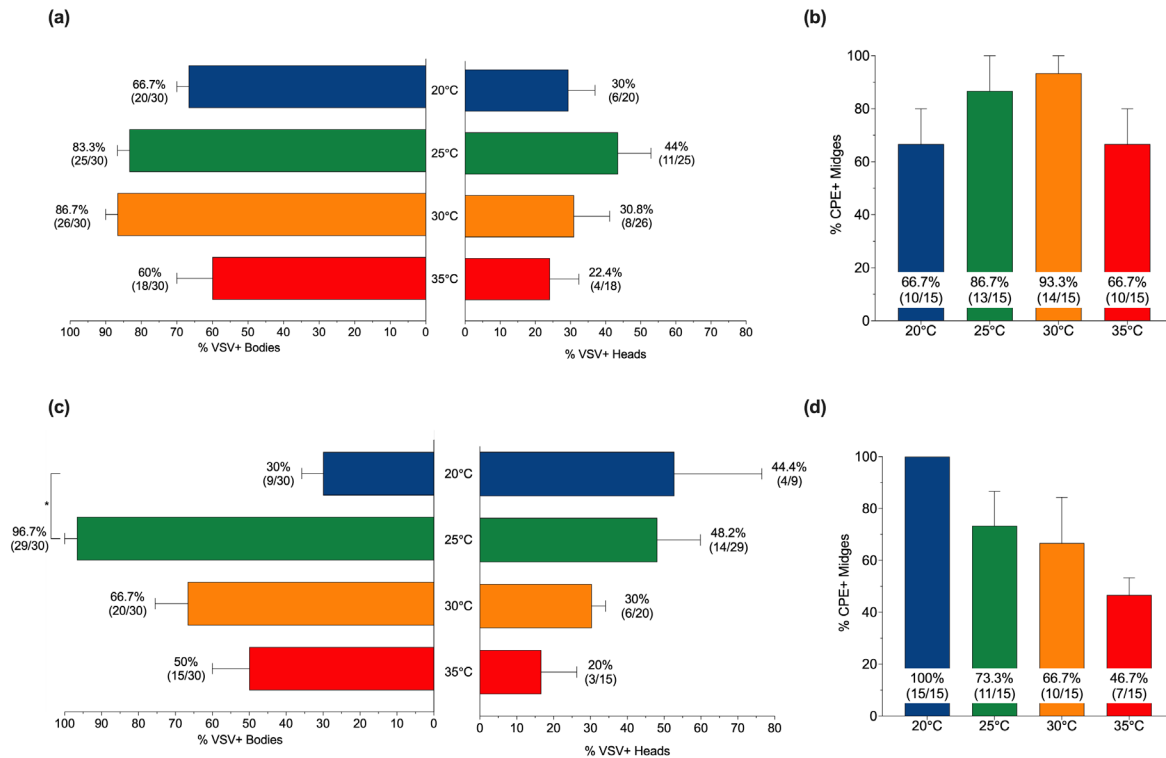 (a)
66.7%
(20/30)
83.3%
(25/30)
86.7%
(26/30)
60%
(18/30)
20°C
25°C
30°C
35°C
30%
(6/20)
44%
(11/25)
30.8%
(8/26)
22.4%
(4/18)
100 90 80 70 60 50 40 30 20 10 0
% VSV+ Bodies
0 10 20 30 40 50 60 70 80
% VSV+ Heads
(b)
% CPE+ Midges
100
80
60
40
20
0
66.7% 86.7% 93.3% 66.7%
(10/15) (13/15) (14/15) (10/15)
20°C 25°C 30°C 35°C
(c)
*
30%
(9/30)
96.7%
(29/30)
66.7%
(20/30)
50%
(15/30)
20°C
25°C
30°C
35°C
44.4%
(4/9)
48.2%
(14/29)
30%
(6/20)
20%
(3/15)
100 90 80 70 60 50 40 30 20 10 0
% VSV+ Bodies
0 10 20 30 40 50 60 70 80
% VSV+ Heads
(d)
% CPE+ Midges
100
80
60
40
20
0
100% 73.3% 66.7% 46.7%
(15/15) (11/15) (10/15) (7/15)
20°C 25°C 30°C 35°C